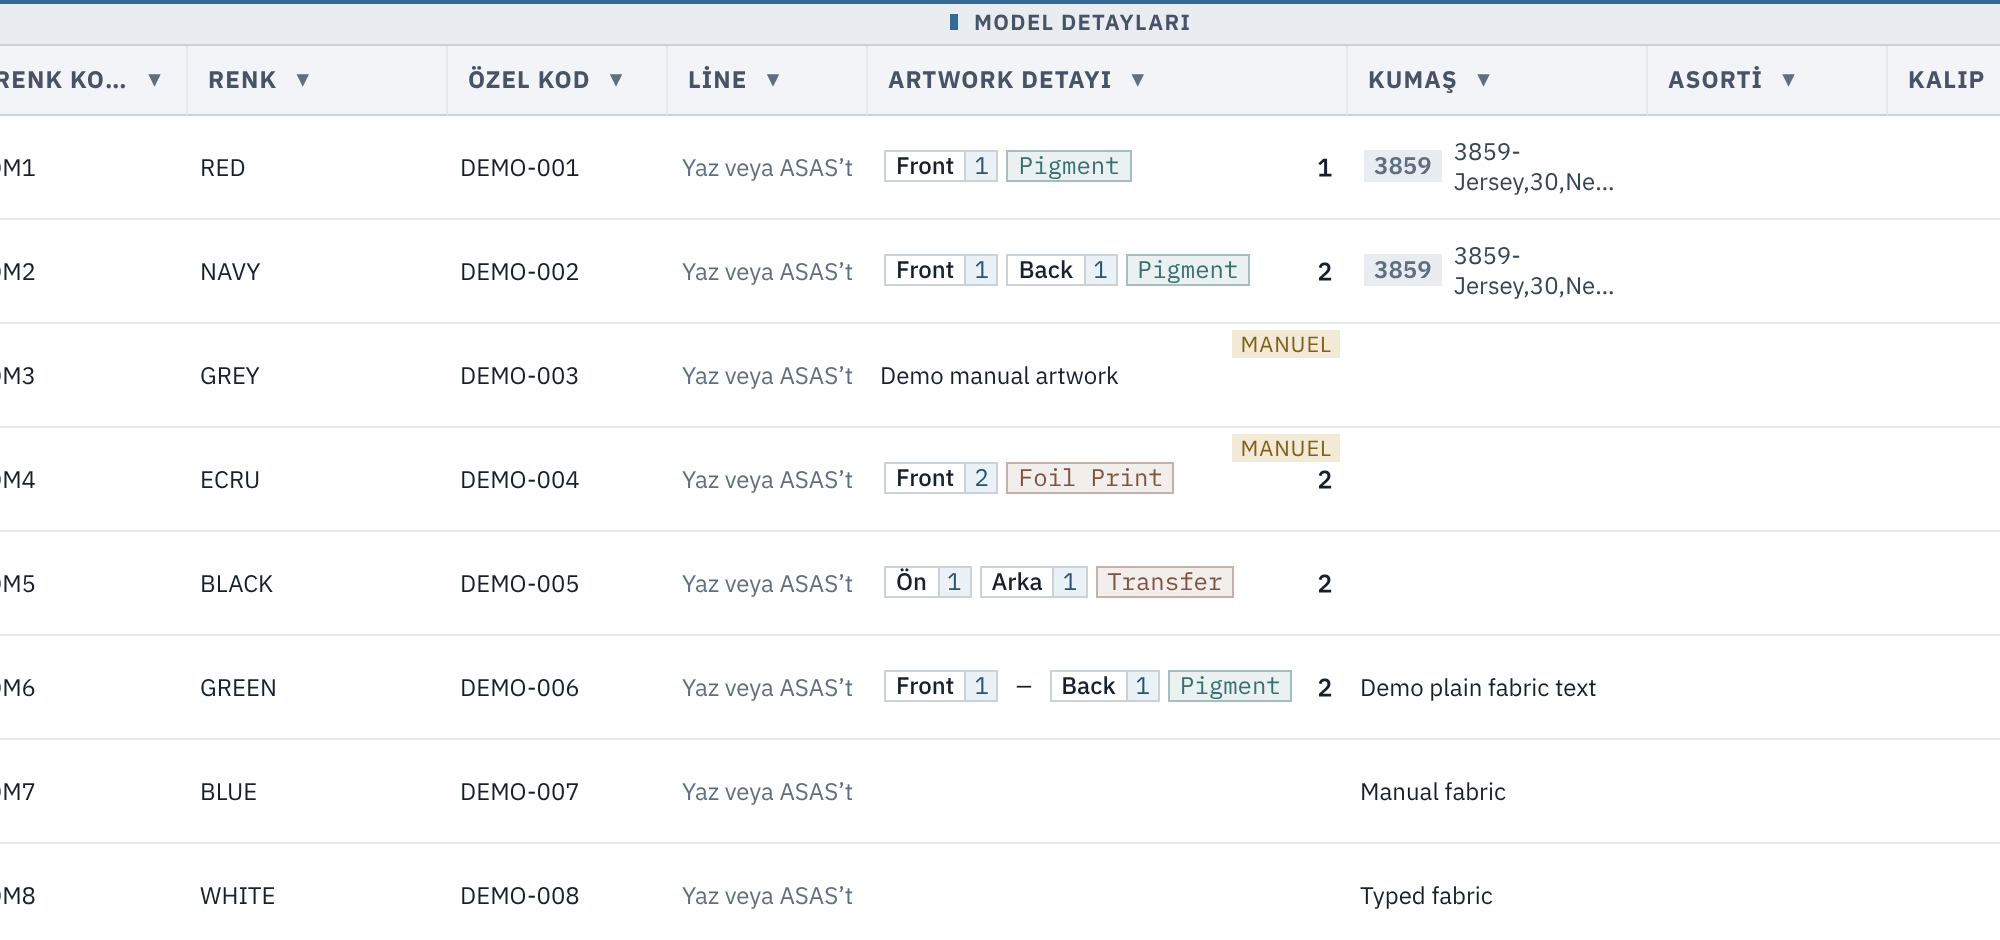 MODEL DETAYLARI
RENK KO... ▼ RENK ▼ ÖZEL KOD ▼ LİNE ▼ ARTWORK DETAYI ▼ KUMAŞ ▼ ASORTİ ▼ KALIP
M1 RED DEMO-001 Yaz veya ASAS’t Front 1 Pigment 1 3859 3859-
Jersey,30,Ne...
M2 NAVY DEMO-002 Yaz veya ASAS’t Front 1 Back 1 Pigment 2 3859 3859-
Jersey,30,Ne...
MANUEL
M3 GREY DEMO-003 Yaz veya ASAS’t Demo manual artwork
MANUEL
M4 ECRU DEMO-004 Yaz veya ASAS’t Front 2 Foil Print 2
M5 BLACK DEMO-005 Yaz veya ASAS’t Ön 1 Arka 1 Transfer 2
M6 GREEN DEMO-006 Yaz veya ASAS’t Front 1 – Back 1 Pigment 2 Demo plain fabric text
M7 BLUE DEMO-007 Yaz veya ASAS’t Manual fabric
M8 WHITE DEMO-008 Yaz veya ASAS’t Typed fabric